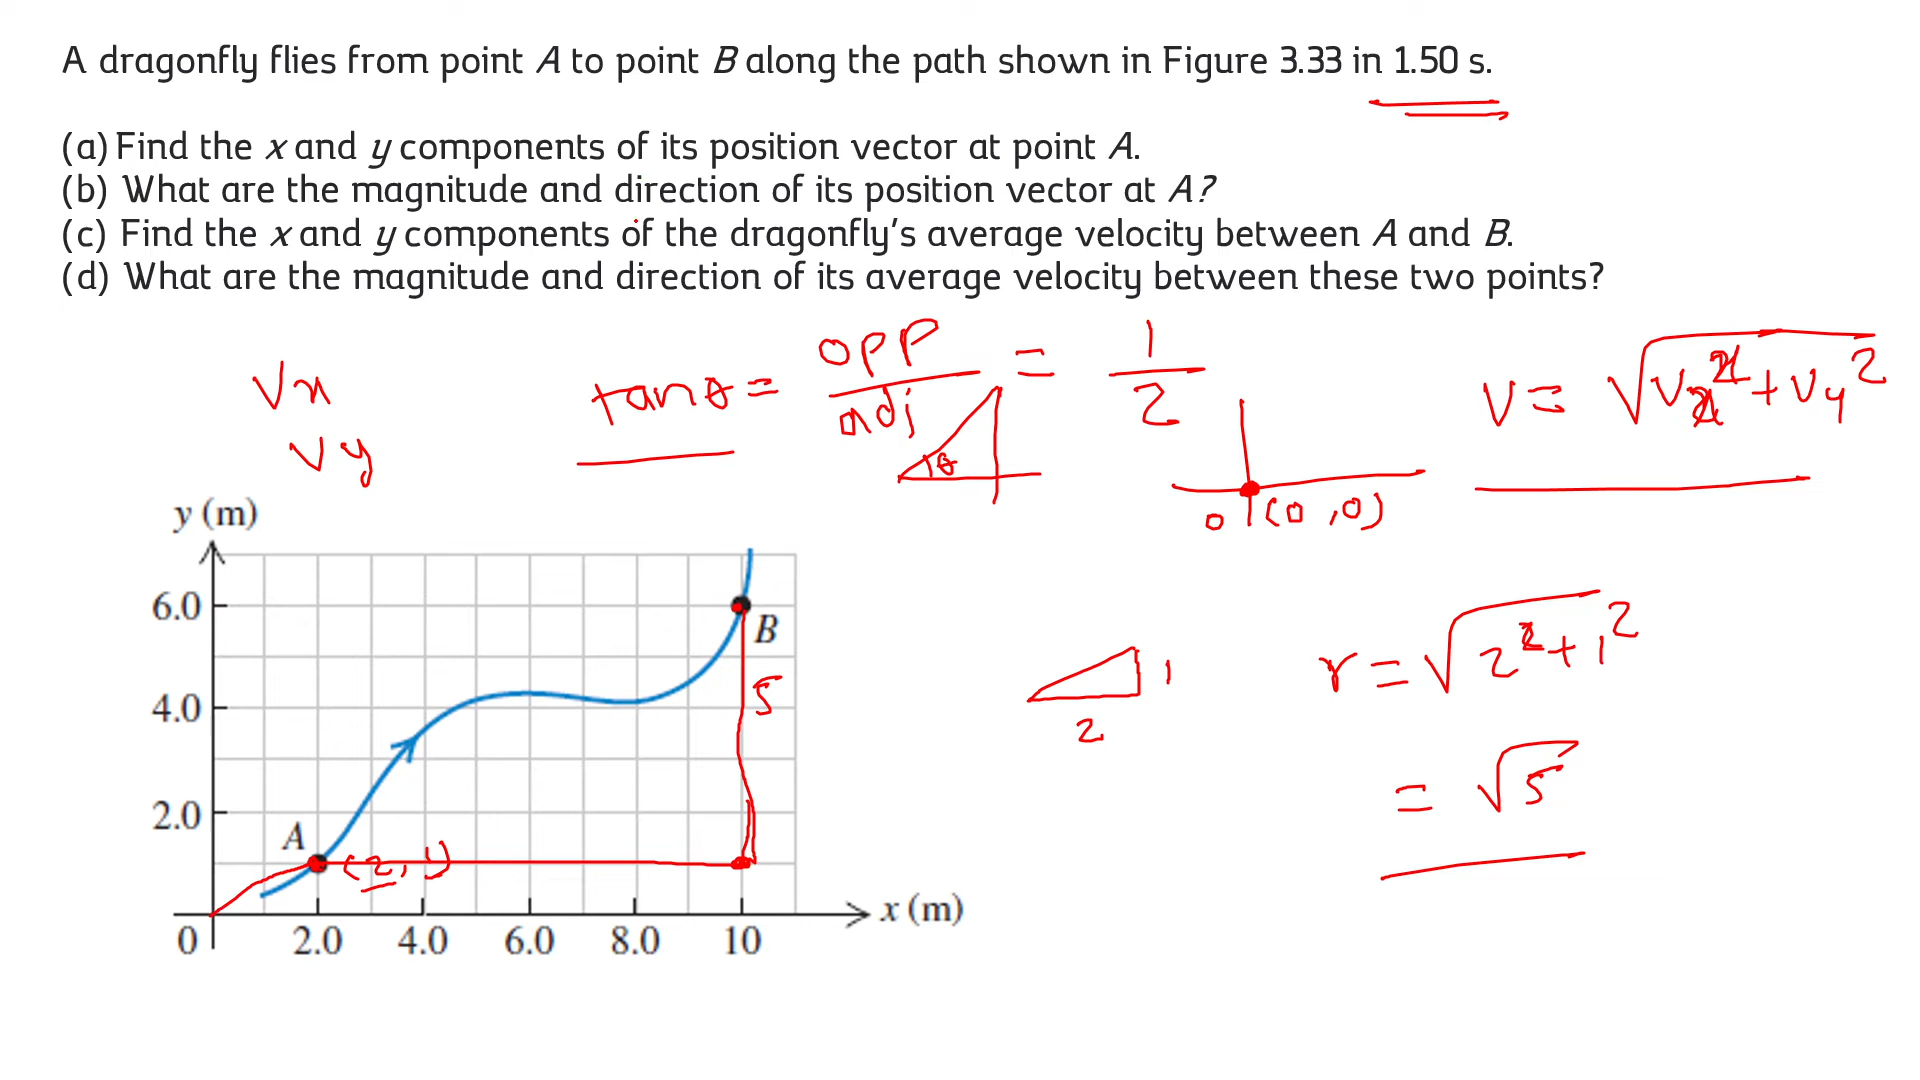 A dragonfly flies from point A to point B along the path shown in Figure 3.33 in 1.50 s.
(a) Find the x and y components of its position vector at point A.
(b) What are the magnitude and direction of its position vector at A?
(c) Find the x and y components of the dragonfly's average velocity between A and B.
(d) What are the magnitude and direction of its average velocity between these two points?
Vx
Vy
tanθ = opp/adj = 1/2
θ
0 (0,0)
V = √Vx² + Vy²
y (m)
6.0
B
5
4.0
2.0
A
(2,1)
x (m)
0 2.0 4.0 6.0 8.0 10
1
2
r = √2² + 1²
= √5